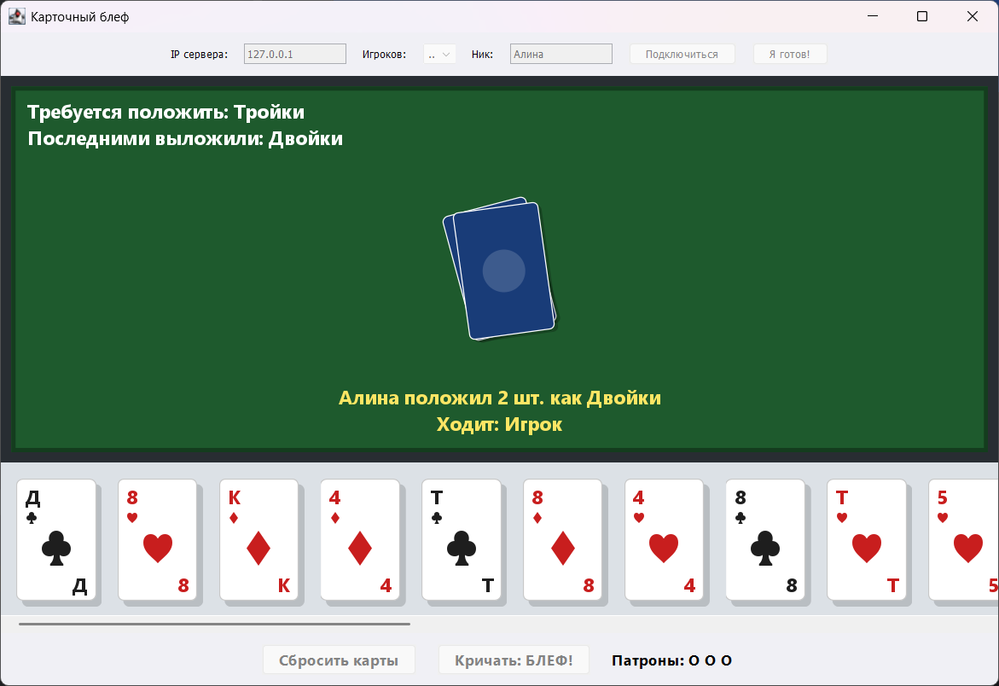 Карточный блеф
IP сервера: 127.0.0.1 Игроков: .. Ник: Алина Подключиться Я готов!
Требуется положить: Тройки
Последними выложили: Двойки
Алина положил 2 шт. как Двойки
Ходит: Игрок
Д 8 К 4 Т 8 4 8 Т 5
Д 8 К 4 Т 8 4 8 Т 5
Сбросить карты Кричать: БЛЕФ! Патроны: O O O